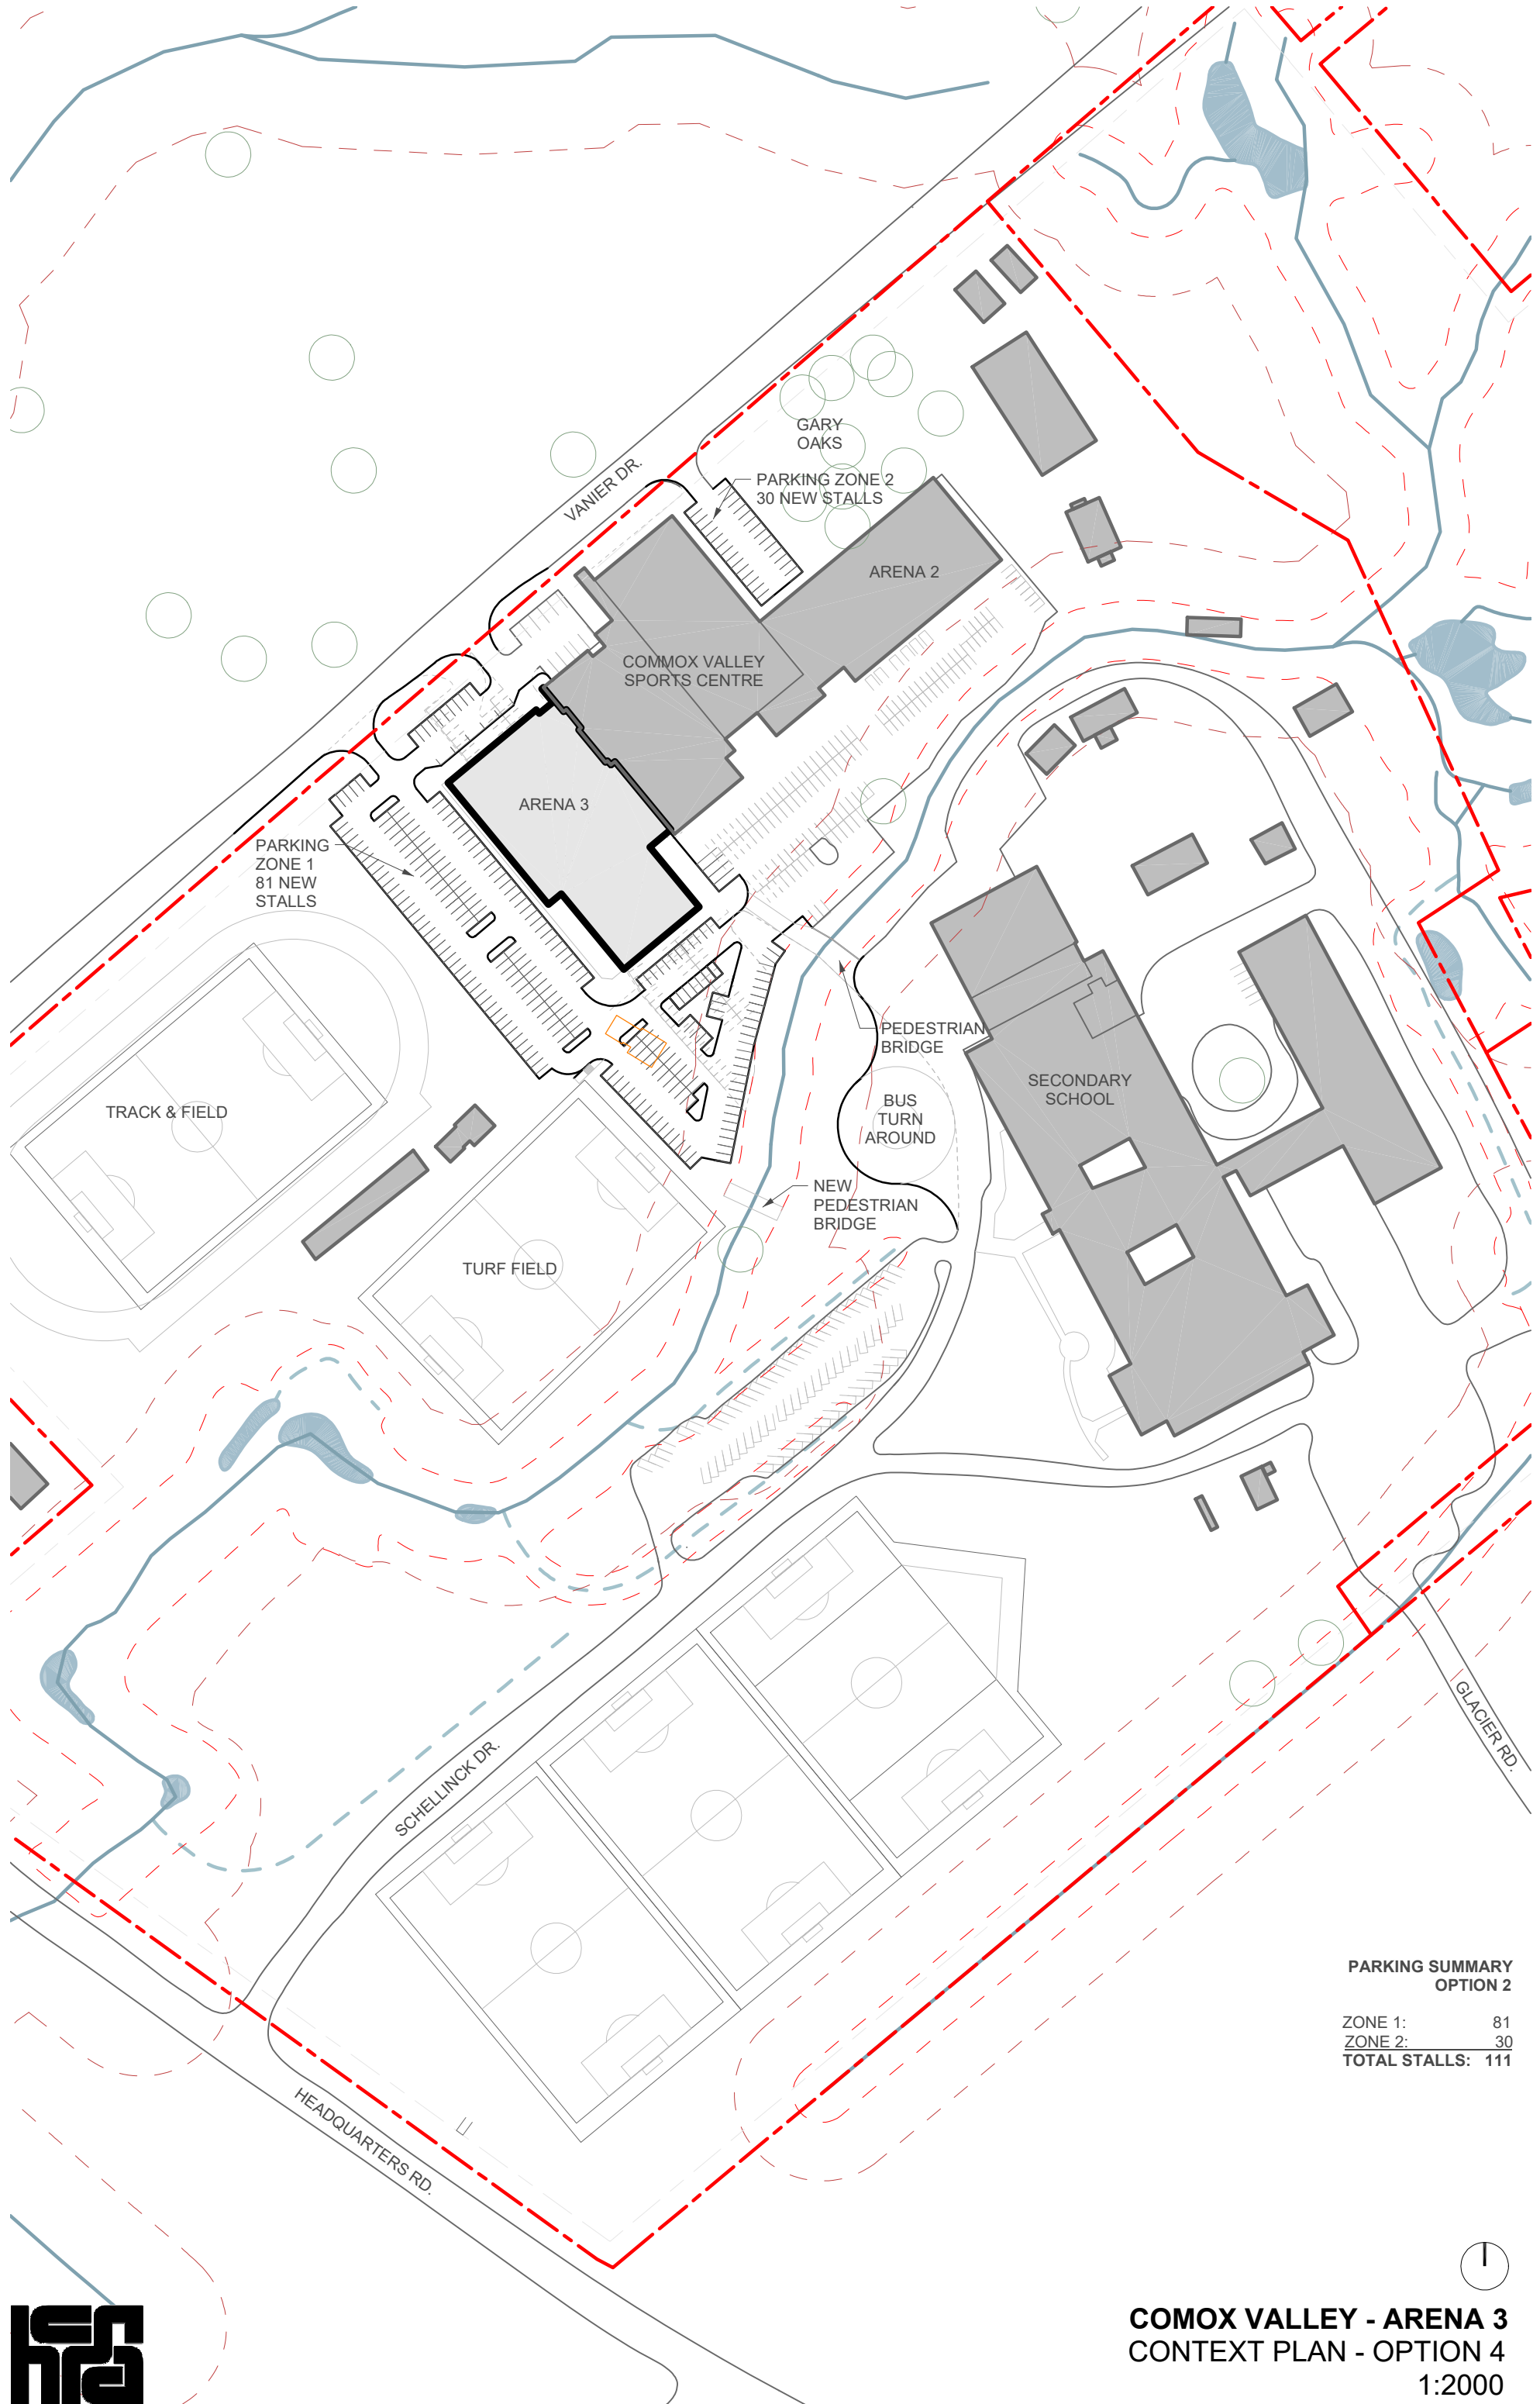 GARY
OAKS
VANIER DR.
PARKING ZONE 2
30 NEW STALLS
ARENA 2
COMMOX VALLEY
SPORTS CENTRE
ARENA 3
PARKING
ZONE 1
81 NEW
STALLS
PEDESTRIAN
BRIDGE
SECONDARY
SCHOOL
TRACK & FIELD
BUS
TURN
AROUND
NEW
PEDESTRIAN
BRIDGE
TURF FIELD
GLACIER RD.
SCHELLINCK DR.
PARKING SUMMARY
OPTION 2
ZONE 1: 81
ZONE 2: 30
TOTAL STALLS: 111
HEADQUARTERS RD.
COMOX VALLEY - ARENA 3
CONTEXT PLAN - OPTION 4
1:2000